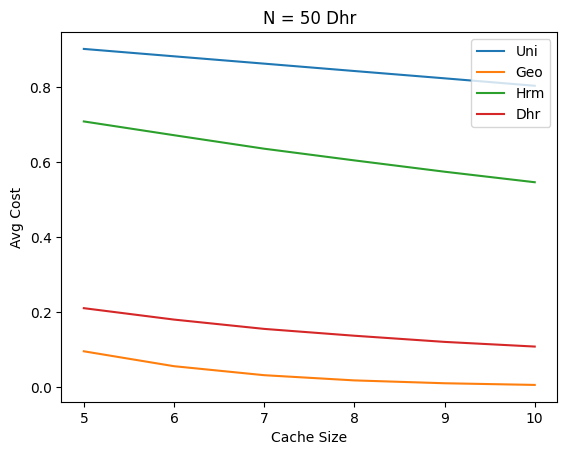 N = 50 Dhr
Uni
Geo
Hrm
Dhr
Avg Cost
0.8
0.6
0.4
0.2
0.0
5 6 7 8 9 10
Cache Size